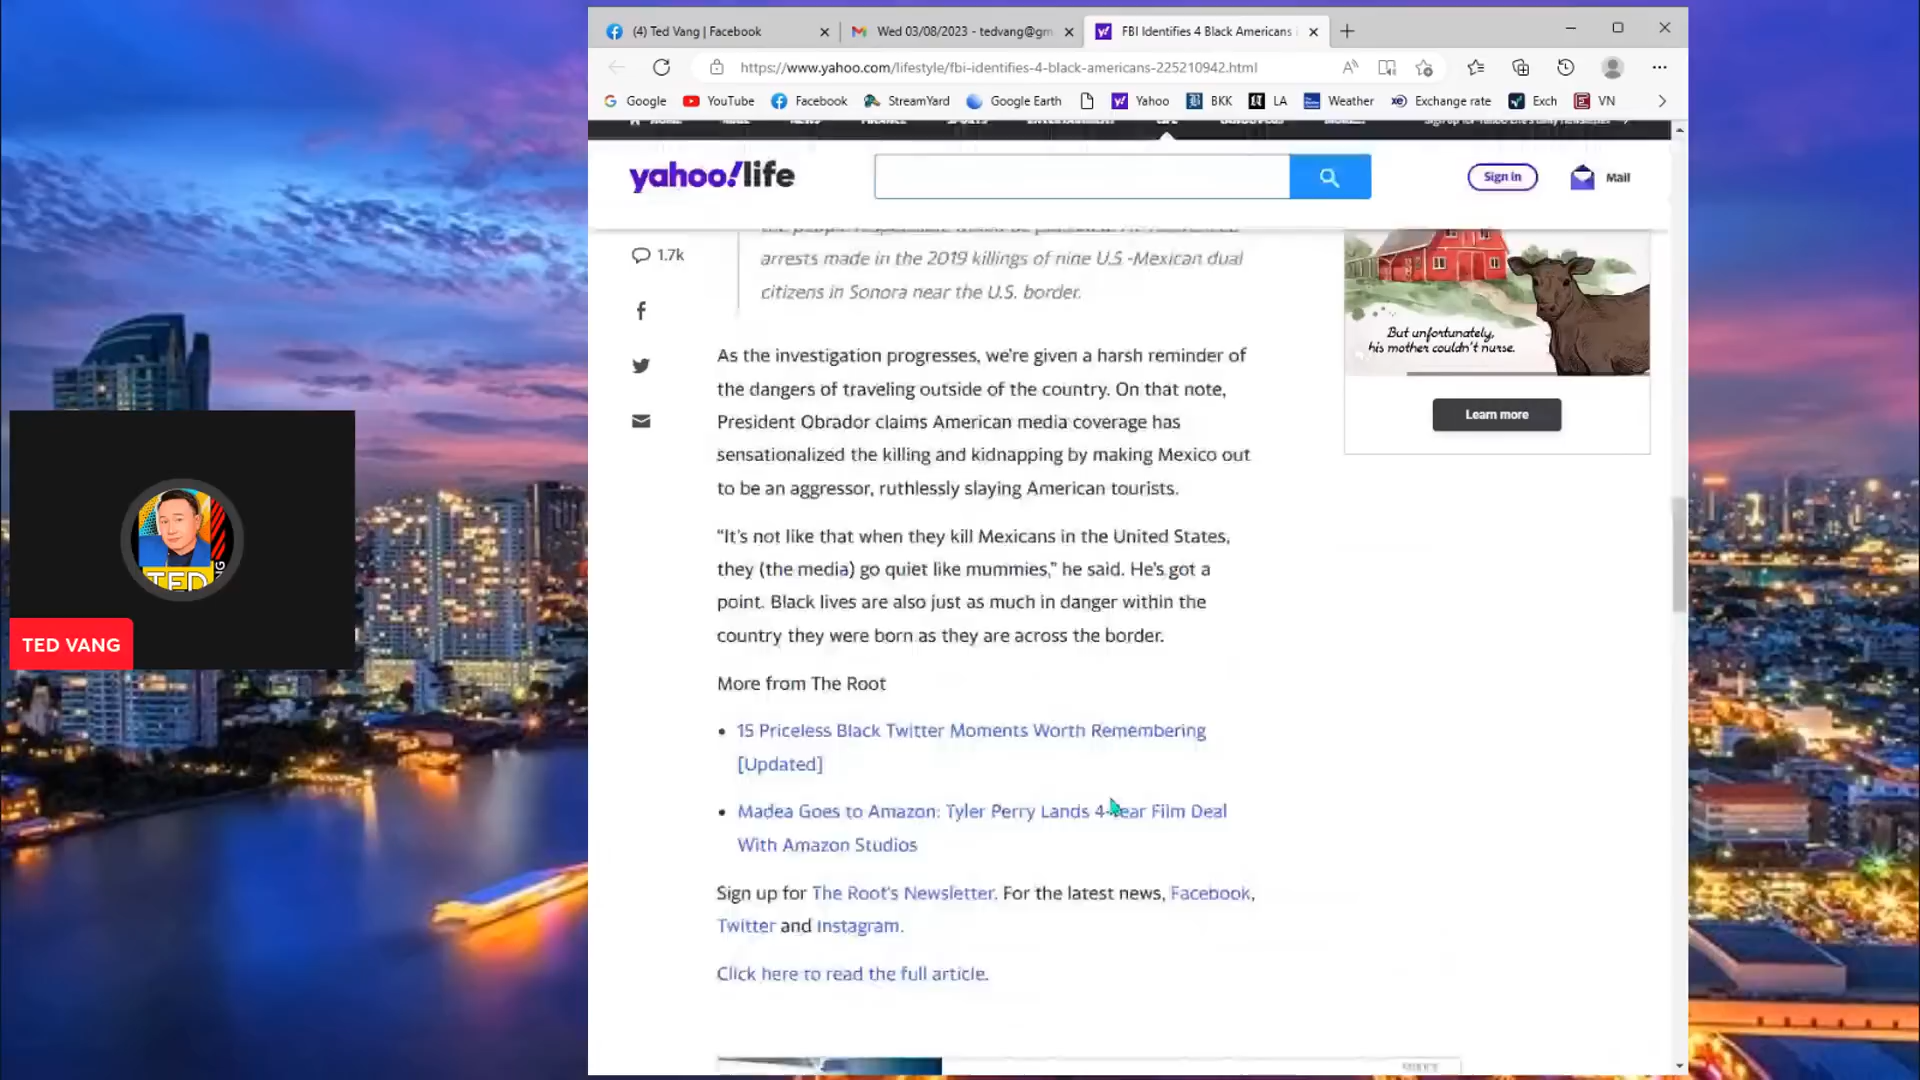 (4) Ted Vang | Facebook
Wed 03/08/2023 - tedvang@gm
FBI Identifies 4 Black Americans
https://www.yahoo.com/lifestyle/fbi-identifies-4-black-americans-225210942.html
Google YouTube Facebook StreamYard Google Earth Yahoo BKK LA Weather Exchange rate Exch VN
yahoo!life
Sign in
Mail
1.7k
arrests made in the 2019 killings of nine U.S.-Mexican dual
citizens in Sonora near the U.S. border.
But unfortunately,
his mother couldn't nurse.
Learn more
As the investigation progresses, we're given a harsh reminder of
the dangers of traveling outside of the country. On that note,
President Obrador claims American media coverage has
sensationalized the killing and kidnapping by making Mexico out
to be an aggressor, ruthlessly slaying American tourists.
“It's not like that when they kill Mexicans in the United States,
they (the media) go quiet like mummies,” he said. He's got a
point. Black lives are also just as much in danger within the
country they were born as they are across the border.
More from The Root
• 15 Priceless Black Twitter Moments Worth Remembering
[Updated]
• Madea Goes to Amazon: Tyler Perry Lands 4-Year Film Deal
With Amazon Studios
Sign up for The Root's Newsletter. For the latest news, Facebook,
Twitter and Instagram.
Click here to read the full article.
TED
TED VANG